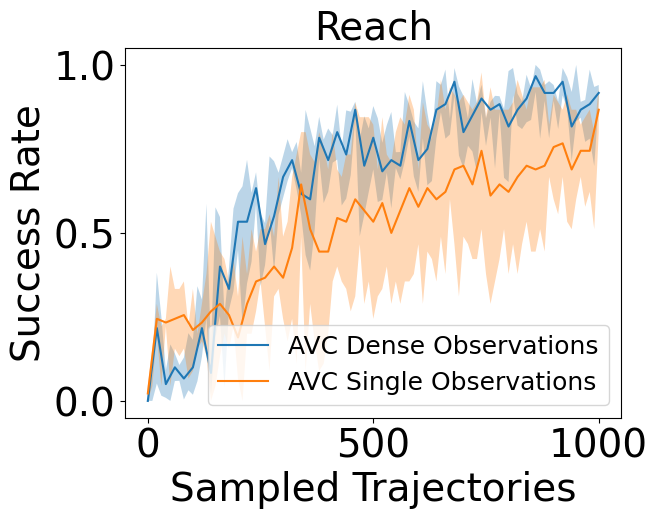 Reach
1.0
0.5
0.0
Success Rate
AVC Dense Observations
AVC Single Observations
0 500 1000
Sampled Trajectories